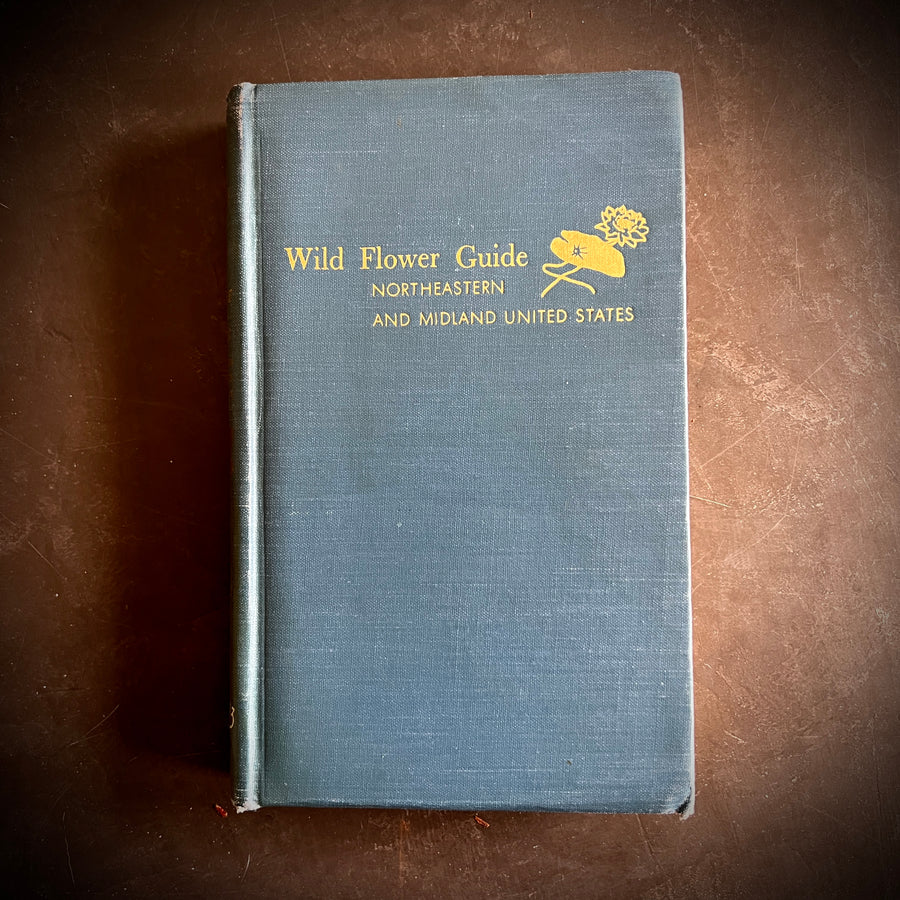 Wild Flower Guide
NORTHEASTERN
AND MIDLAND UNITED STATES